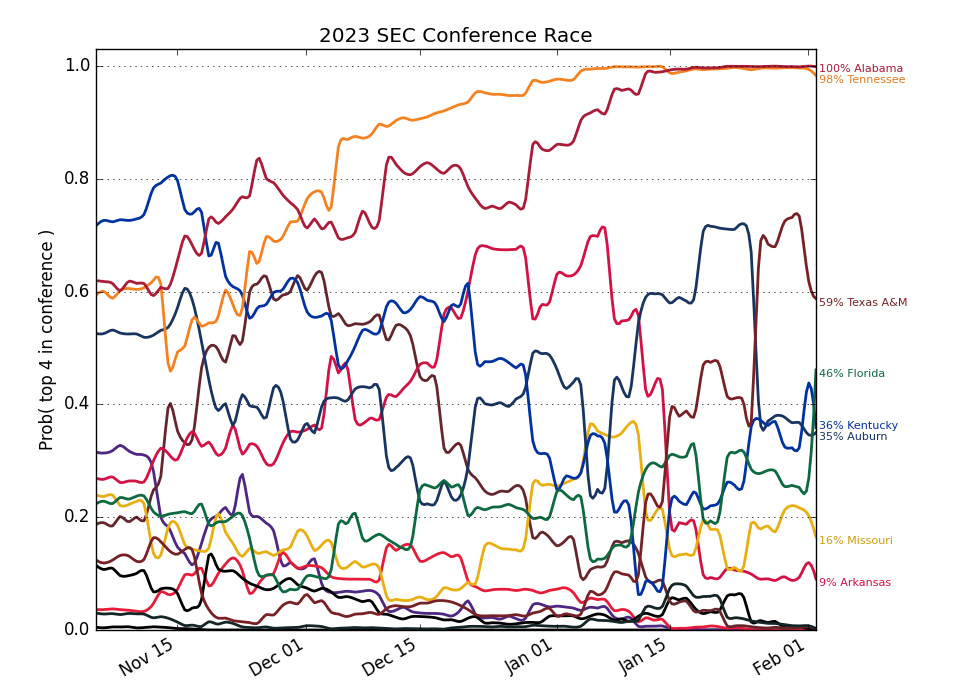 2023 SEC Conference Race
1.0
0.8
0.6
0.4
0.2
0.0
Prob( top 4 in conference )
Nov 15
Dec 01
Dec 15
Jan 01
Jan 15
Feb 01
100% Alabama
98% Tennessee
59% Texas A&M
46% Florida
36% Kentucky
35% Auburn
16% Missouri
9% Arkansas